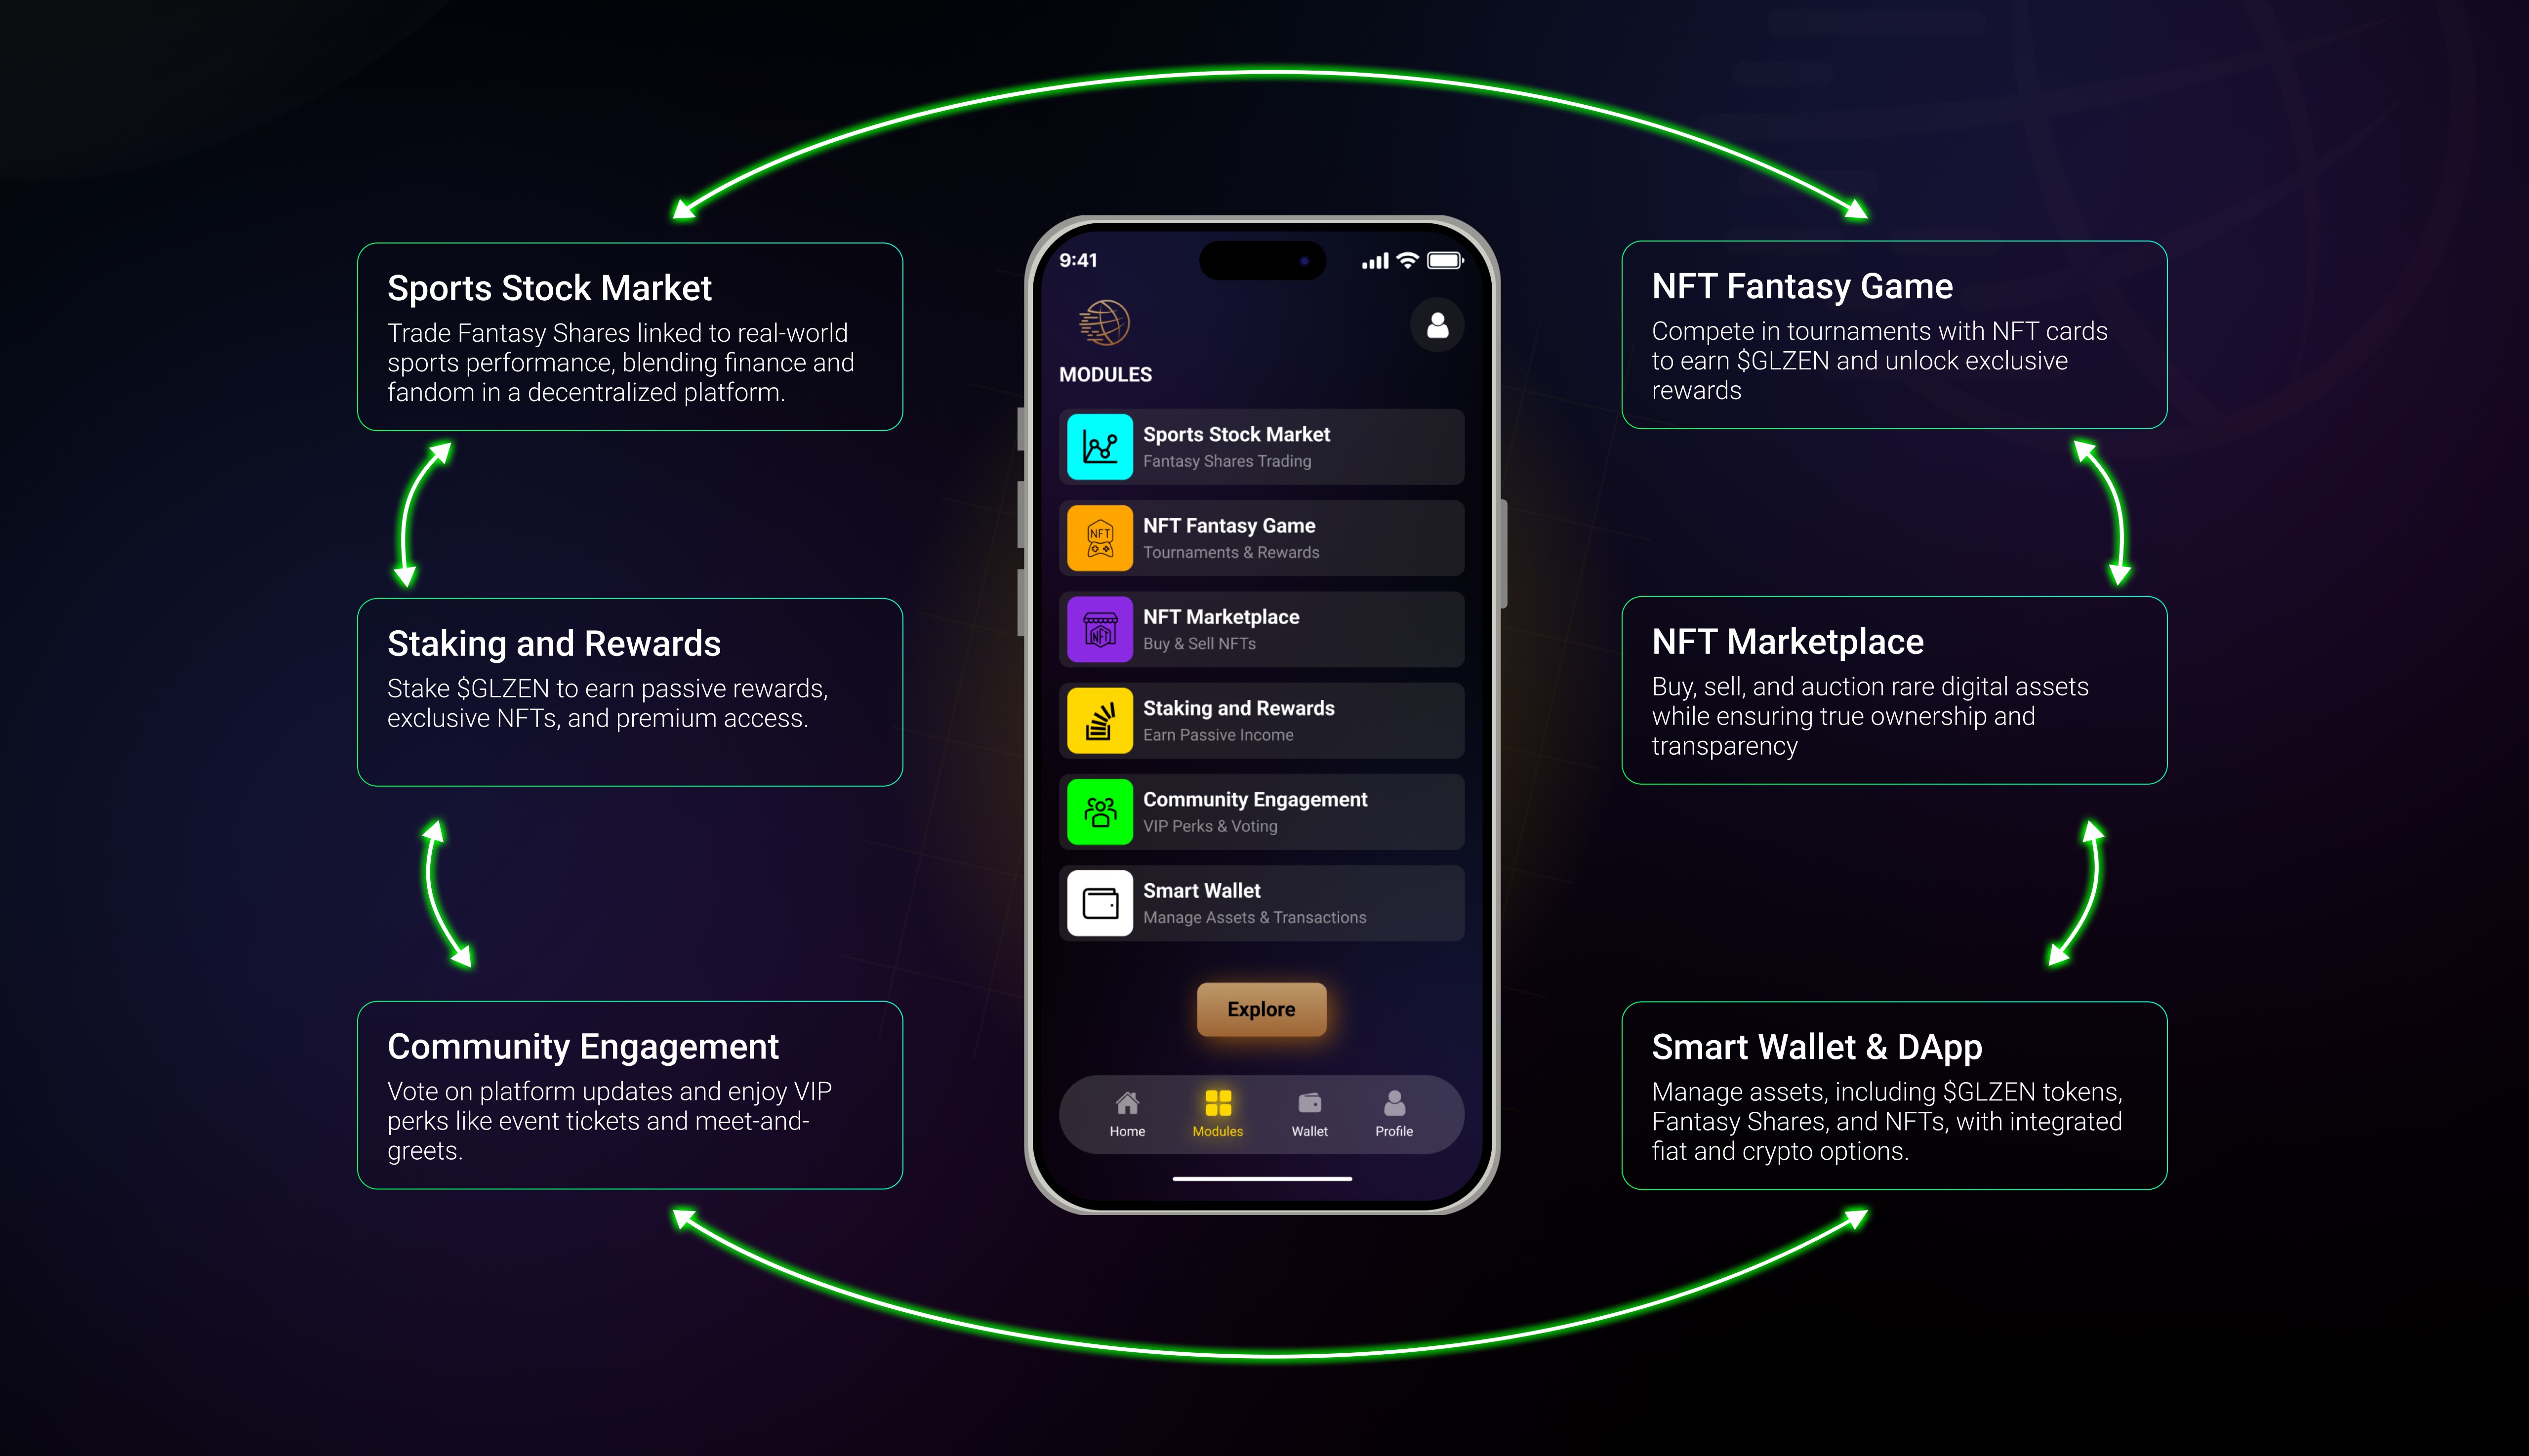 Sports Stock Market
Trade Fantasy Shares linked to real-world
sports performance, blending finance and
fandom in a decentralized platform.
Staking and Rewards
Stake $GLZEN to earn passive rewards,
exclusive NFTs, and premium access.
Community Engagement
Vote on platform updates and enjoy VIP
perks like event tickets and meet-and-
greets.
9:41
MODULES
Sports Stock Market
Fantasy Shares Trading
NFT
NFT Fantasy Game
Tournaments & Rewards
NFT
NFT Marketplace
Buy & Sell NFTs
Staking and Rewards
Earn Passive Income
Community Engagement
VIP Perks & Voting
Smart Wallet
Manage Assets & Transactions
Explore
Home
Modules
Wallet
Profile
NFT Fantasy Game
Compete in tournaments with NFT cards
to earn $GLZEN and unlock exclusive
rewards
NFT Marketplace
Buy, sell, and auction rare digital assets
while ensuring true ownership and
transparency
Smart Wallet & DApp
Manage assets, including $GLZEN tokens,
Fantasy Shares, and NFTs, with integrated
fiat and crypto options.